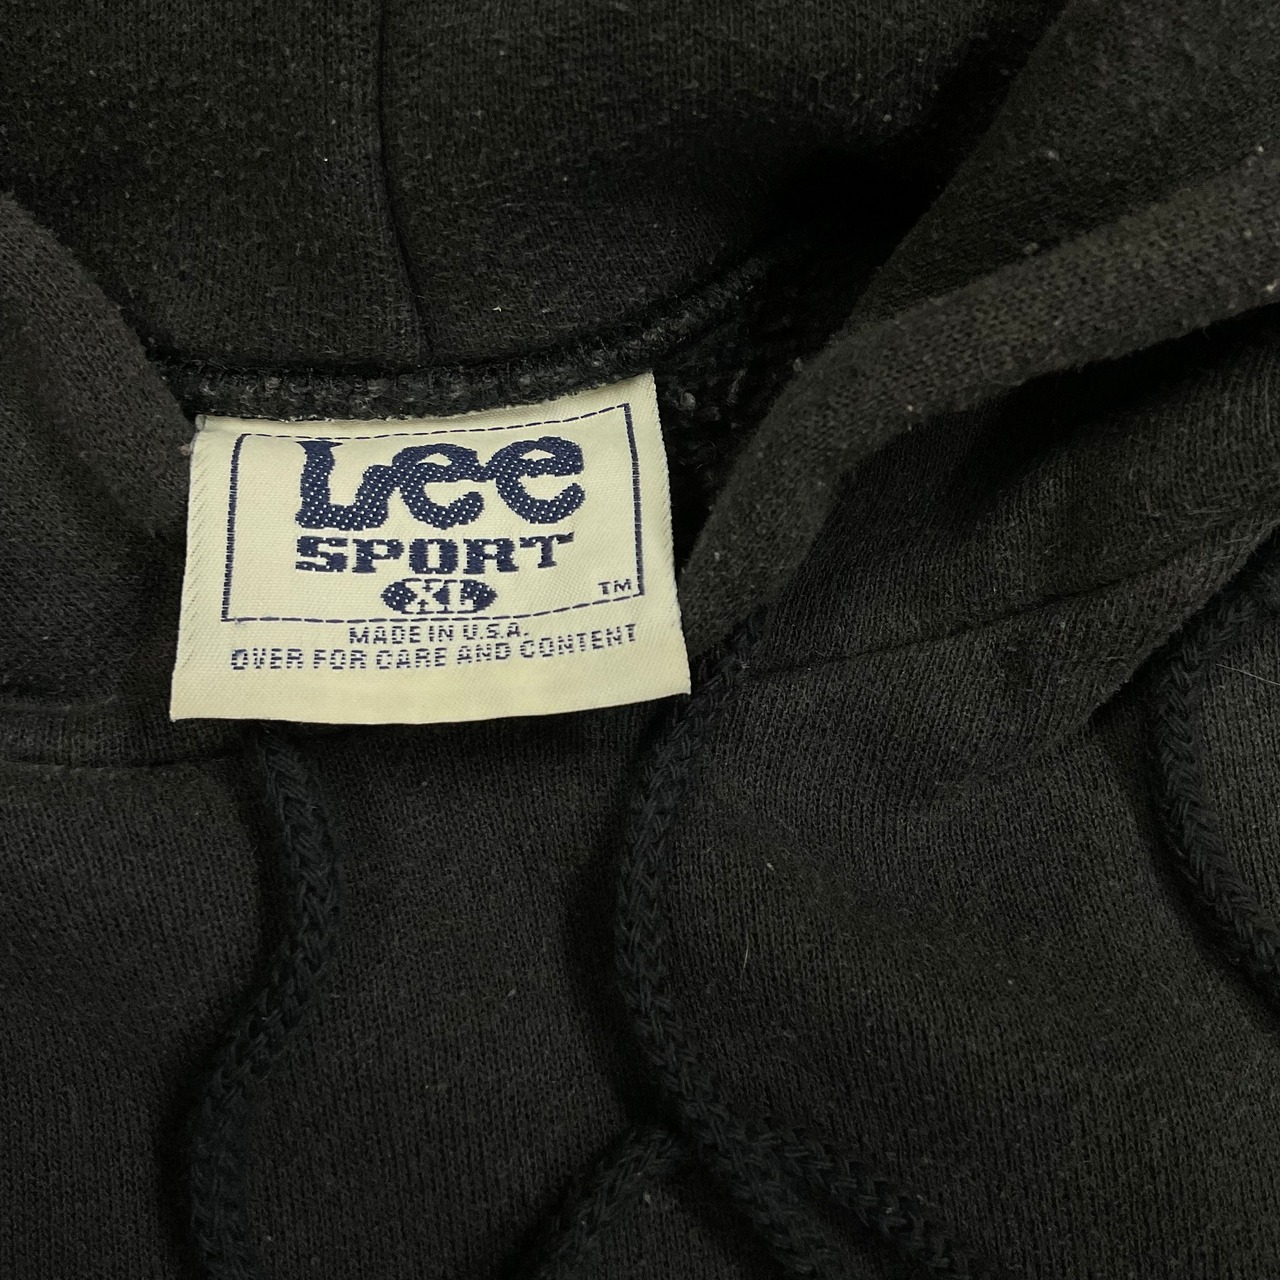 Lee
SPORT
XL
TM
MADE IN U.S.A.
OVER FOR CARE AND CONTENT